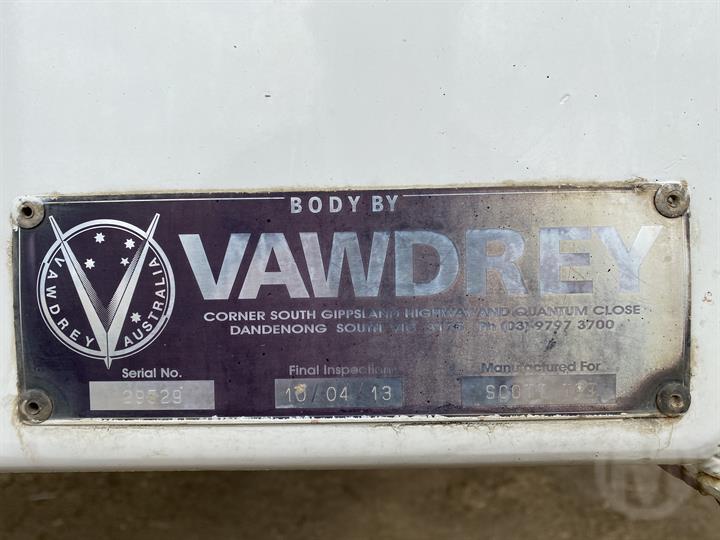 BODY BY
VAWDREY
VAWDREY AUSTRALIA
CORNER SOUTH GIPPSLAND HIGHWAY AND QUANTUM CLOSE
DANDENONG SOUTH VIC 3175 Ph (03) 9797 3700
Serial No. Final Inspection Manufactured For
29529 10/04/13